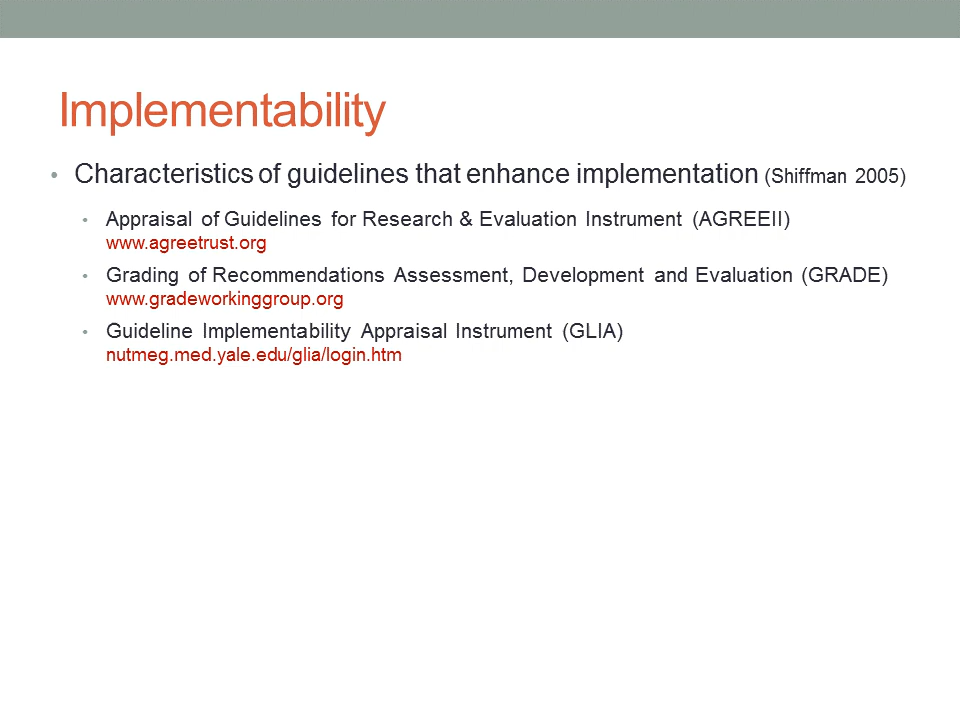 Implementability
• Characteristics of guidelines that enhance implementation (Shiffman 2005)
• Appraisal of Guidelines for Research & Evaluation Instrument (AGREEII)
www.agreetrust.org
• Grading of Recommendations Assessment, Development and Evaluation (GRADE)
www.gradeworkinggroup.org
• Guideline Implementability Appraisal Instrument (GLIA)
nutmeg.med.yale.edu/glia/login.htm